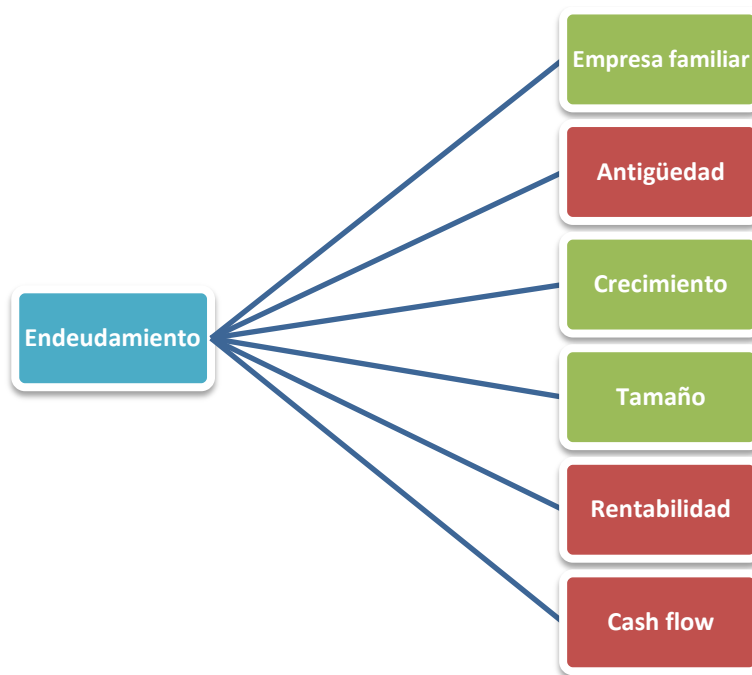 Empresa familiar
Antigüedad
Crecimiento
Endeudamiento
Tamaño
Rentabilidad
Cash flow